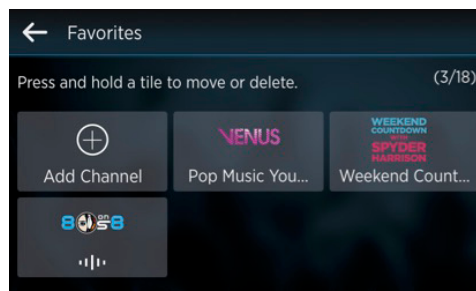 Favorites
Press and hold a tile to move or delete.
(3/18)
VENUS
WEEKEND
COUNTDOWN
WITH
SPYDER
HARRISON
Add Channel
Pop Music You...
Weekend Count...
80s on 8